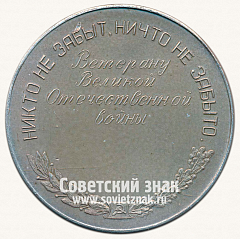 НИКТО НЕ ЗАБЫТ, НИЧТО НЕ ЗАБЫТО
Ветерану
Великой
Отечественной
войны
Советский знак
www.sovietznak.ru